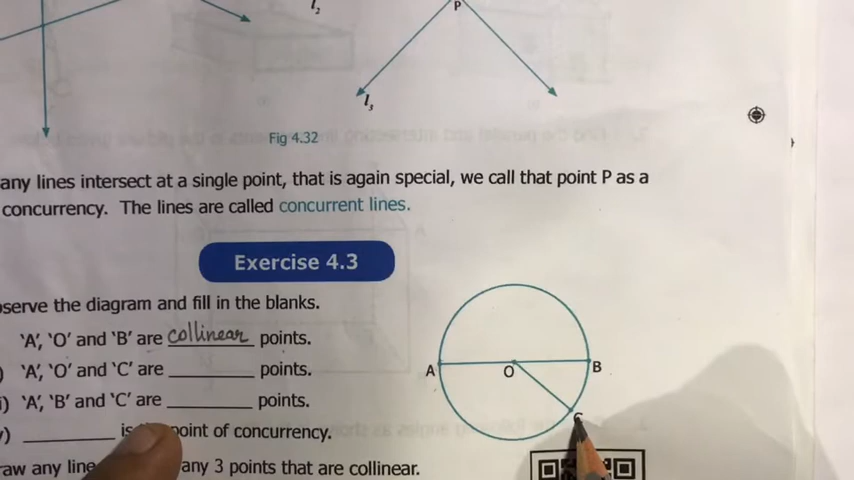 l₂
P
l₃
Fig 4.32
any lines intersect at a single point, that is again special, we call that point P as a
concurrency. The lines are called concurrent lines.
Exercise 4.3
serve the diagram and fill in the blanks.
'A', 'O' and 'B' are collinear points.
) 'A', 'O' and 'C' are ________ points.
i) 'A', 'B' and 'C' are ________ points.
) ________ is point of concurrency.
any 3 points that are collinear.
A
O
B
C